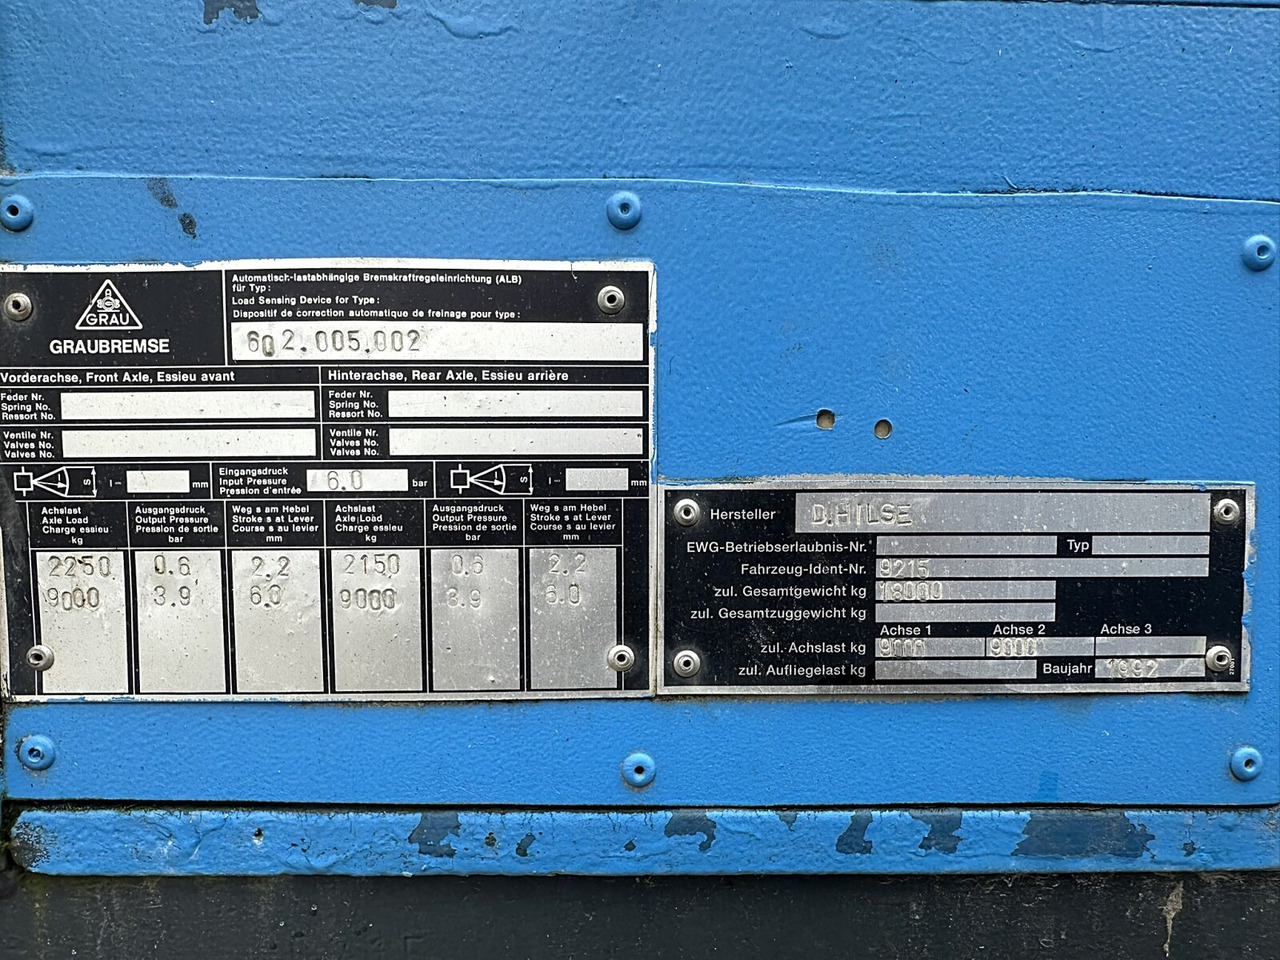 GRAU
GRAUBREMSE
Automatisch-lastabhängige Bremskraftregeleinrichtung (ALB)
für Typ:
Load Sensing Device for Type:
Dispositif de correction automatique de freinage pour type:
602.005.002
Vorderachse, Front Axle, Essieu avant
Hinterachse, Rear Axle, Essieu arrière
Feder Nr.
Spring No.
Ressort No.
Feder Nr.
Spring No.
Ressort No.
Ventile Nr.
Valves No.
Valves No.
Ventile Nr.
Valves No.
Valves No.
S l= mm
Eingangsdruck
Input Pressure
Pression d'entrée
6.0 bar
S l= mm
Achslast
Axle Load
Charge essieu
kg
Ausgangsdruck
Output Pressure
Pression de sortie
bar
Weg s am Hebel
Stroke s at Lever
Course s au levier
mm
Achslast
Axle Load
Charge essieu
kg
Ausgangsdruck
Output Pressure
Pression de sortie
bar
Weg s am Hebel
Stroke s at Lever
Course s au levier
mm
2250 0.6 2.2 2150 0.6 2.2
9000 3.9 6.0 9000 3.9 6.0
Hersteller D.HILSE
EWG-Betriebserlaubnis-Nr. Typ
Fahrzeug-Ident-Nr. 9215
zul. Gesamtgewicht kg 18000
zul. Gesamtzuggewicht kg
Achse 1 Achse 2 Achse 3
zul. Achslast kg 9000 9000
zul. Aufliegelast kg Baujahr 1992